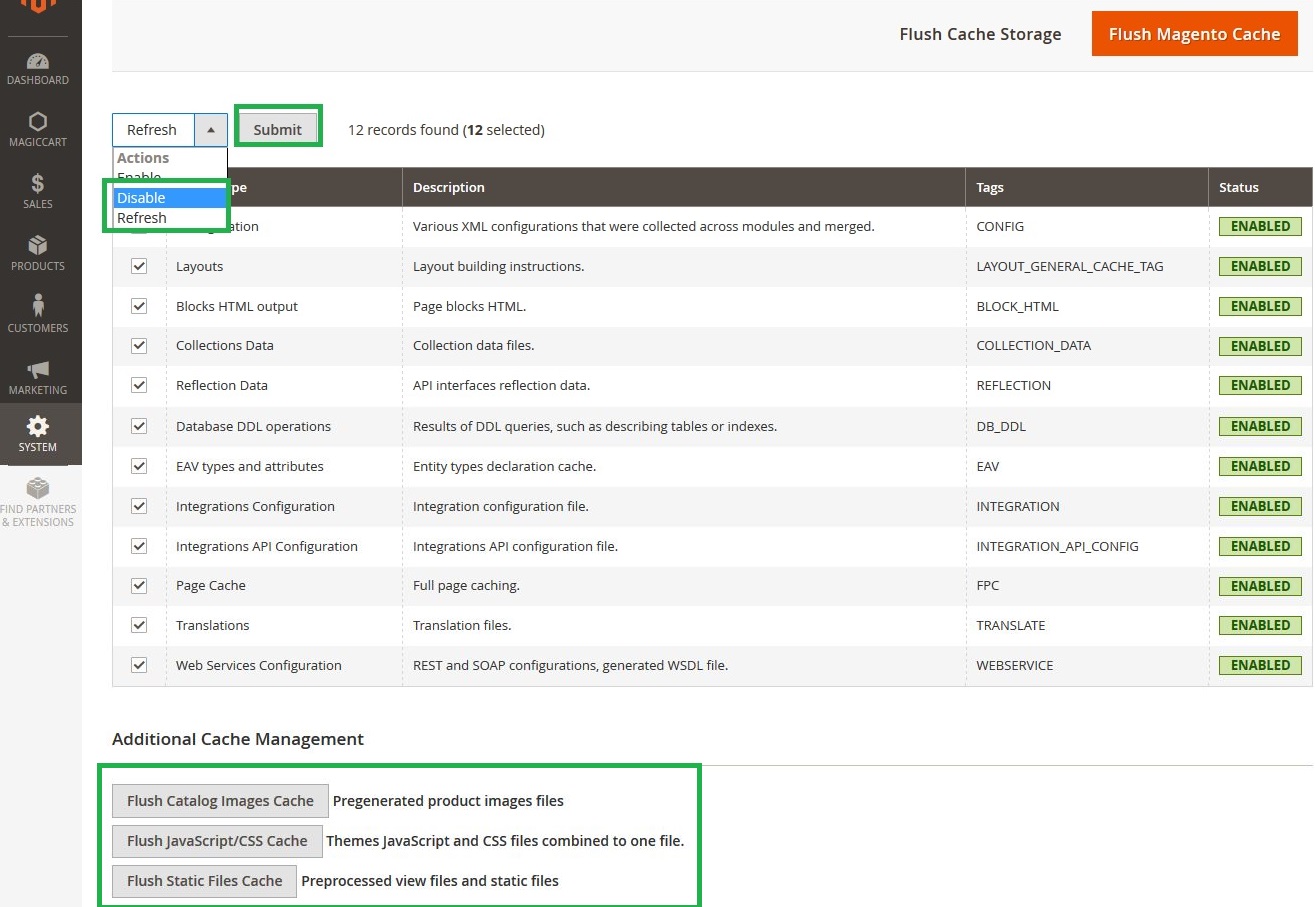 Flush Cache Storage Flush Magento Cache
DASHBOARD
MAGICCART
SALES
PRODUCTS
CUSTOMERS
MARKETING
SYSTEM
FIND PARTNERS
& EXTENSIONS
Refresh Submit 12 records found (12 selected)
Actions
Enable
Disable
Refresh
pe Description Tags Status
ation Various XML configurations that were collected across modules and merged. CONFIG ENABLED
Layouts Layout building instructions. LAYOUT_GENERAL_CACHE_TAG ENABLED
Blocks HTML output Page blocks HTML. BLOCK_HTML ENABLED
Collections Data Collection data files. COLLECTION_DATA ENABLED
Reflection Data API interfaces reflection data. REFLECTION ENABLED
Database DDL operations Results of DDL queries, such as describing tables or indexes. DB_DDL ENABLED
EAV types and attributes Entity types declaration cache. EAV ENABLED
Integrations Configuration Integration configuration file. INTEGRATION ENABLED
Integrations API Configuration Integrations API configuration file. INTEGRATION_API_CONFIG ENABLED
Page Cache Full page caching. FPC ENABLED
Translations Translation files. TRANSLATE ENABLED
Web Services Configuration REST and SOAP configurations, generated WSDL file. WEBSERVICE ENABLED
Additional Cache Management
Flush Catalog Images Cache Pregenerated product images files
Flush JavaScript/CSS Cache Themes JavaScript and CSS files combined to one file.
Flush Static Files Cache Preprocessed view files and static files